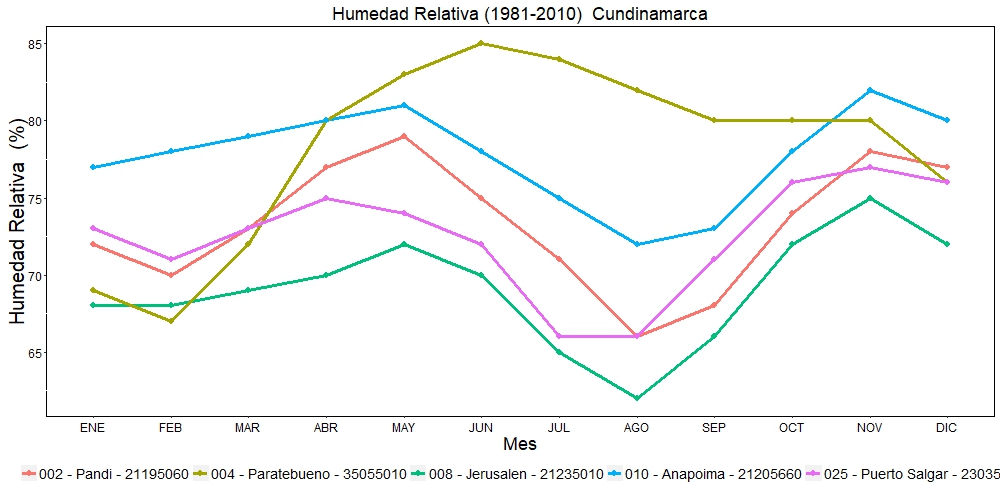 Humedad Relativa (1981-2010)  Cundinamarca
Humedad Relativa  (%)
85
80
75
70
65
ENE FEB MAR ABR MAY JUN JUL AGO SEP OCT NOV DIC
Mes
002 - Pandi - 21195060 004 - Paratebueno - 35055010 008 - Jerusalen - 21235010 010 - Anapoima - 21205660 025 - Puerto Salgar - 23035